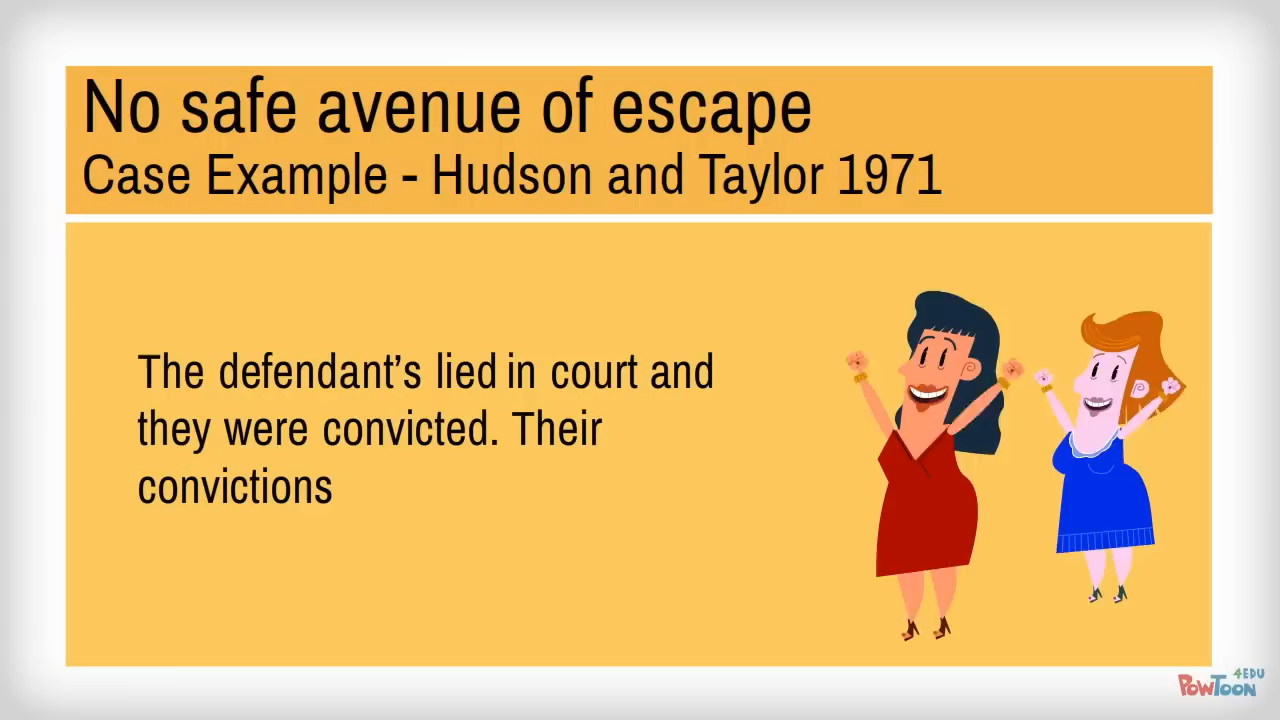 No safe avenue of escape
Case Example - Hudson and Taylor 1971
The defendant’s lied in court and
they were convicted. Their
convictions
4EDU
POWTOON